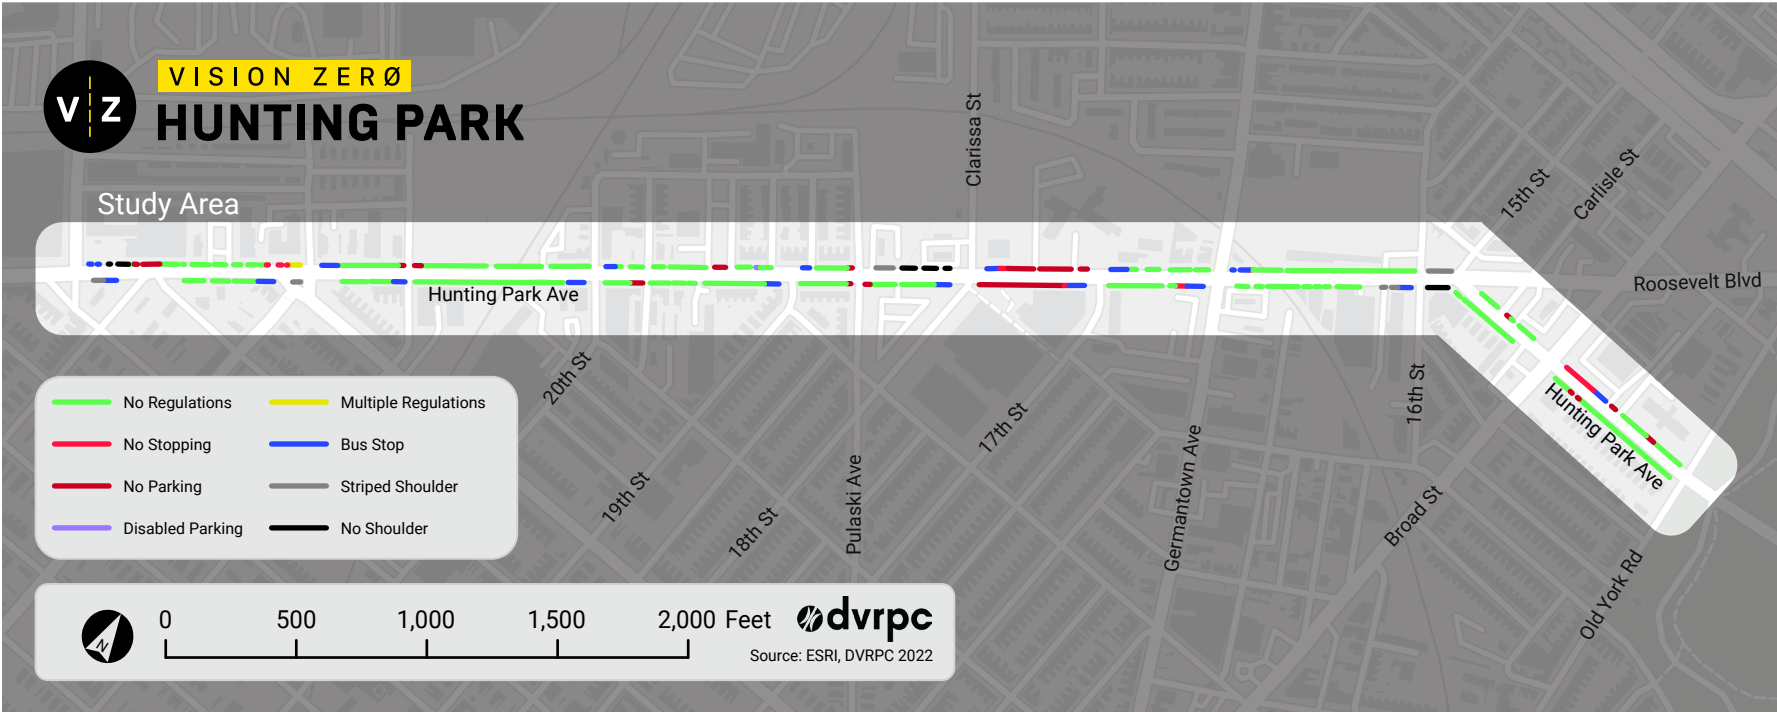 V Z
VISION ZERØ
HUNTING PARK
Study Area
Clarissa St
15th St
Carlisle St
Roosevelt Blvd
Hunting Park Ave
20th St
19th St
18th St
Pulaski Ave
17th St
Germantown Ave
16th St
Broad St
Hunting Park Ave
Old York Rd
No Regulations
No Stopping
No Parking
Disabled Parking
Multiple Regulations
Bus Stop
Striped Shoulder
No Shoulder
N
0 500 1,000 1,500 2,000 Feet
dvrpc
Source: ESRI, DVRPC 2022